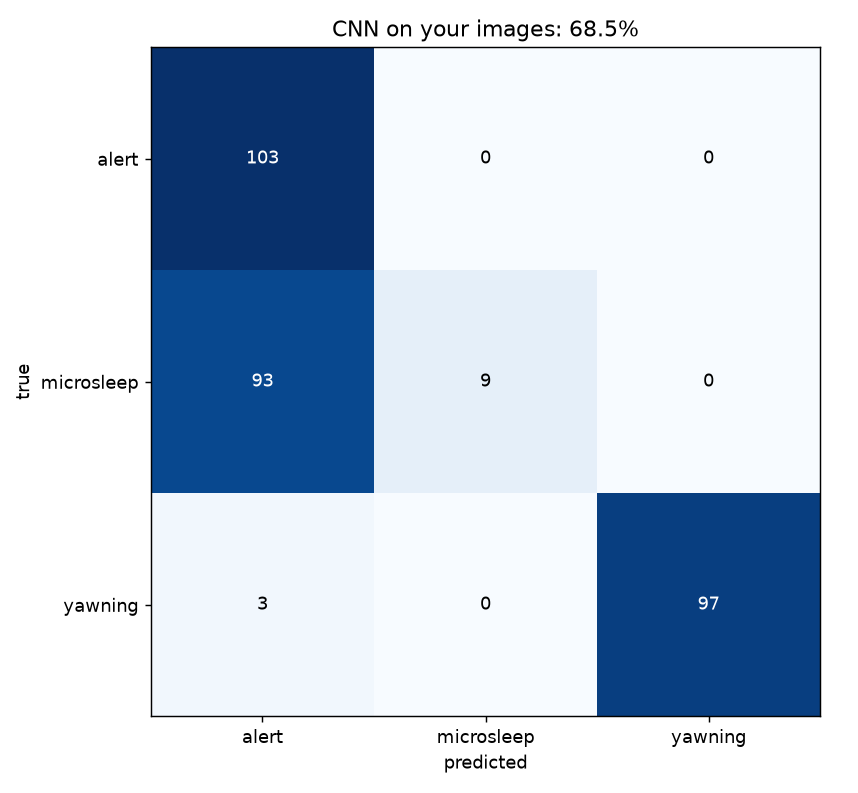 CNN on your images: 68.5%
alert 103 0 0
true
microsleep 93 9 0
yawning 3 0 97
alert microsleep yawning
predicted